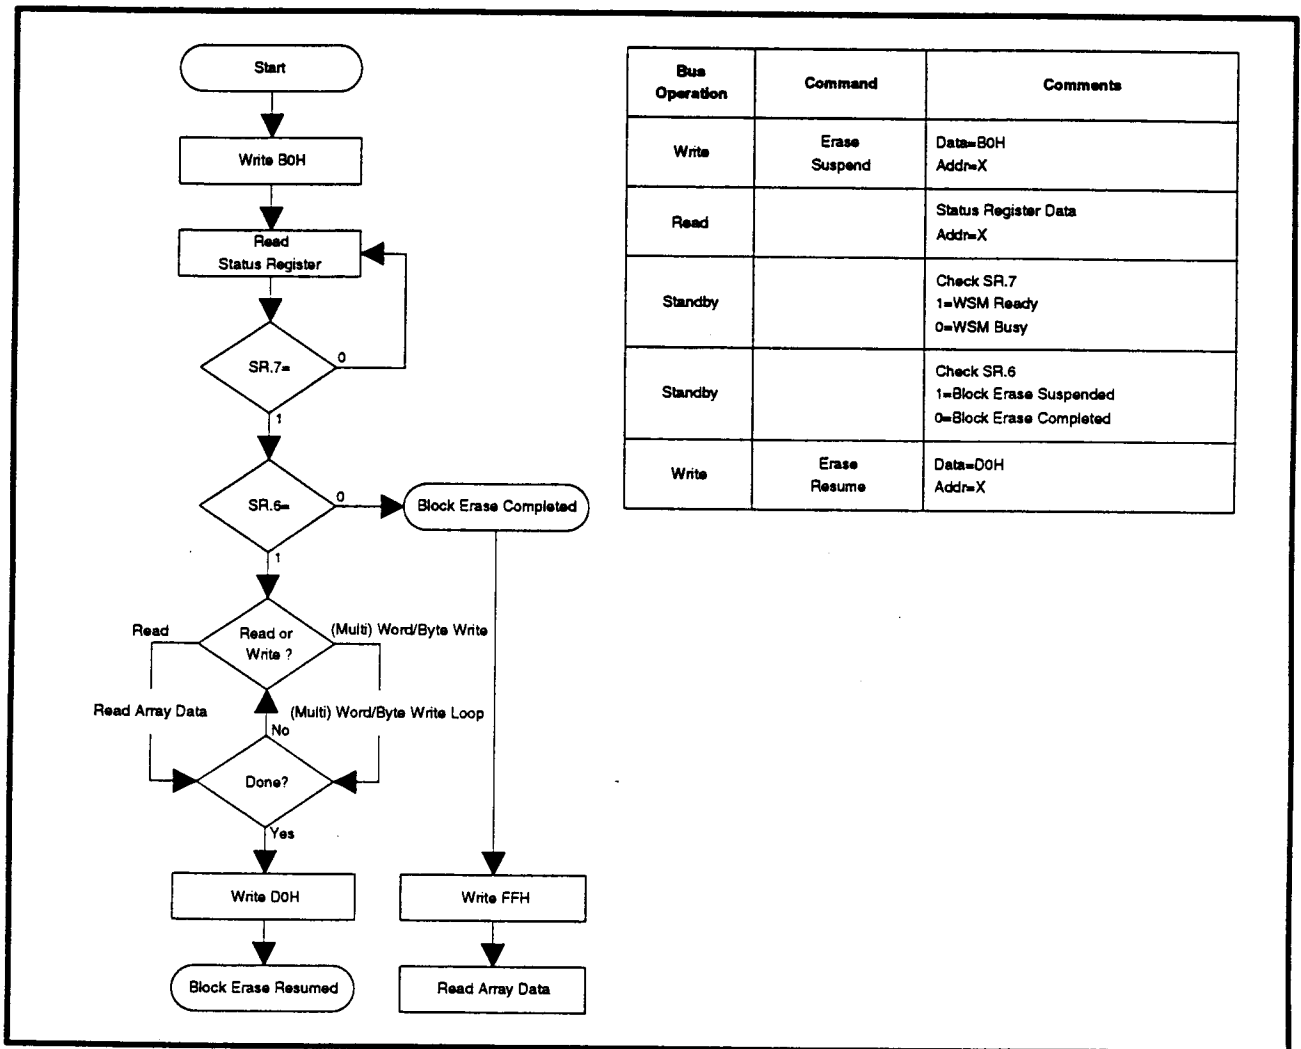 Start
Write B0H
Read
Status Register
SR.7=
0
1
SR.6=
0
Block Erase Completed
1
Read
Read or
Write ?
(Multi) Word/Byte Write
Read Array Data
(Multi) Word/Byte Write Loop
No
Done?
Yes
Write D0H
Write FFH
Block Erase Resumed
Read Array Data
Bus
Operation
Command
Comments
Write
Erase
Suspend
Data=B0H
Addr=X
Read
Status Register Data
Addr=X
Standby
Check SR.7
1=WSM Ready
0=WSM Busy
Standby
Check SR.6
1=Block Erase Suspended
0=Block Erase Completed
Write
Erase
Resume
Data=D0H
Addr=X